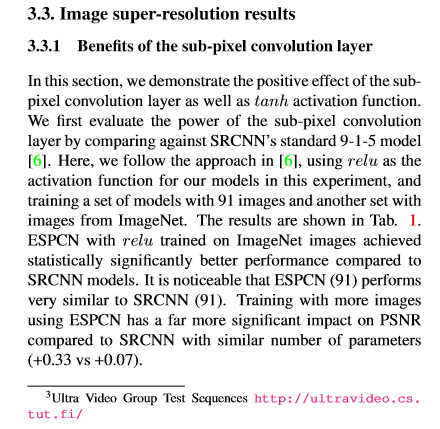 3.3. Image super-resolution results
3.3.1 Benefits of the sub-pixel convolution layer
In this section, we demonstrate the positive effect of the sub-
pixel convolution layer as well as tanh activation function.
We first evaluate the power of the sub-pixel convolution
layer by comparing against SRCNN's standard 9-1-5 model
[6]. Here, we follow the approach in [6], using relu as the
activation function for our models in this experiment, and
training a set of models with 91 images and another set with
images from ImageNet. The results are shown in Tab. 1.
ESPCN with relu trained on ImageNet images achieved
statistically significantly better performance compared to
SRCNN models. It is noticeable that ESPCN (91) performs
very similar to SRCNN (91). Training with more images
using ESPCN has a far more significant impact on PSNR
compared to SRCNN with similar number of parameters
(+0.33 vs +0.07).
3Ultra Video Group Test Sequences http://ultravideo.cs.
tut.fi/